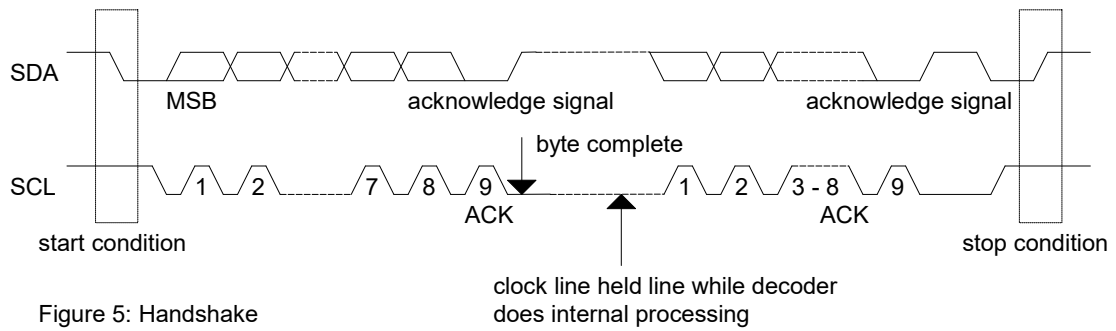 SDA
MSB
acknowledge signal
acknowledge signal
byte complete
SCL
1
2
7
8
9
1
2
3 - 8
9
ACK
ACK
start condition
stop condition
clock line held line while decoder
does internal processing
Figure 5: Handshake